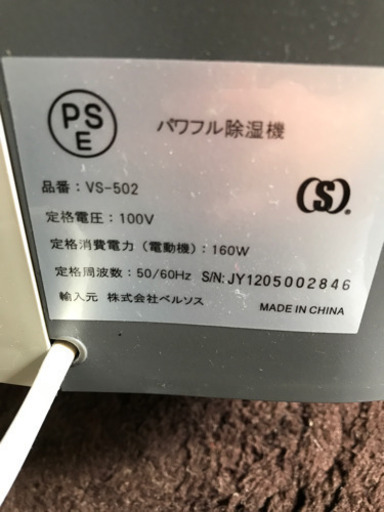 PS
E
パワフル除湿機
品番：VS-502
(S)®
定格電圧：100V
定格消費電力（電動機）：160W
定格周波数：50/60Hz S/N:JY1205002846
輸入元 株式会社ベルソス
MADE IN CHINA